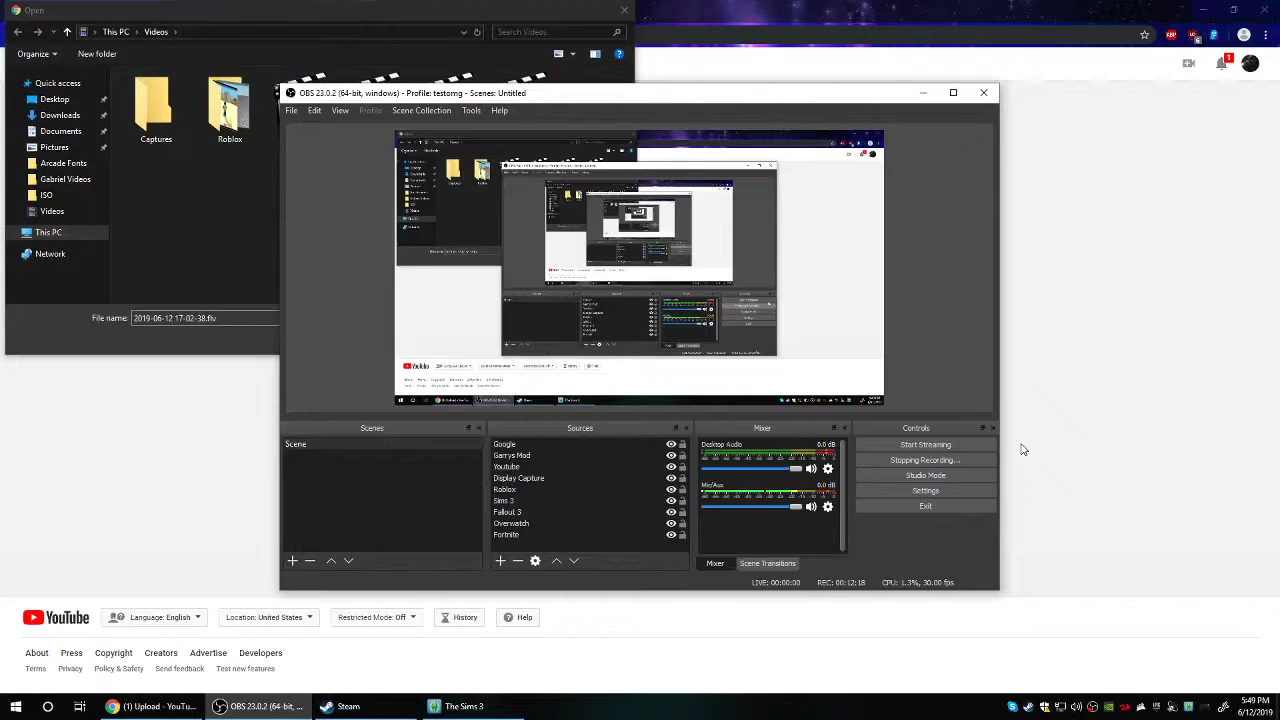 Open
This PC > Videos >
Search Videos
Organize
New folder
Quick access
Desktop
Downloads
Documents
Pictures
Arcade Fonts
Gabriel Videos
ISO
Videos
This PC
Network
Captures
Roblox
File name:
2019-06-12 17-02-38.flv
OBS 23.0.2 (64-bit, windows) - Profile: testomg - Scenes: Untitled
File Edit View Profile Scene Collection Tools Help
Scenes
Scene
Sources
Google
Garrys Mod
Youtube
Display Capture
Roblox
Sims 3
Fallout 3
Overwatch
Fortnite
Mixer
Desktop Audio 0.0 dB
Mic/Aux 0.0 dB
Mixer Scene Transitions
Controls
Start Streaming
Stopping Recording...
Studio Mode
Settings
Exit
LIVE: 00:00:00 REC: 00:12:18 CPU: 1.3%, 30.00 fps
YouTube
Language: English
Location: United States
Restricted Mode: Off
History
Help
About Press Copyright Creators Advertise Developers
Terms Privacy Policy & Safety Send feedback Test new features
(1) Upload - YouTu...
OBS 23.0.2 (64-bit, ...
Steam
The Sims 3
5:49 PM
6/12/2019